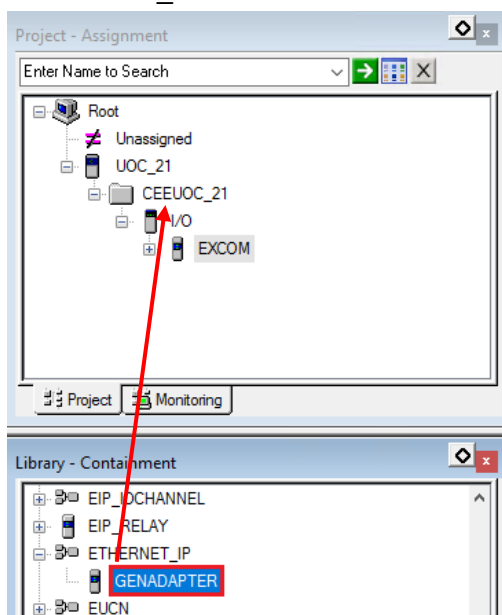 Project - Assignment
Enter Name to Search
Root
Unassigned
UOC_21
CEEUOC_21
I/O
EXCOM
Project
Monitoring
Library - Containment
EIP_IOCHANNEL
EIP_RELAY
ETHERNET_IP
GENADAPTER
EUCN